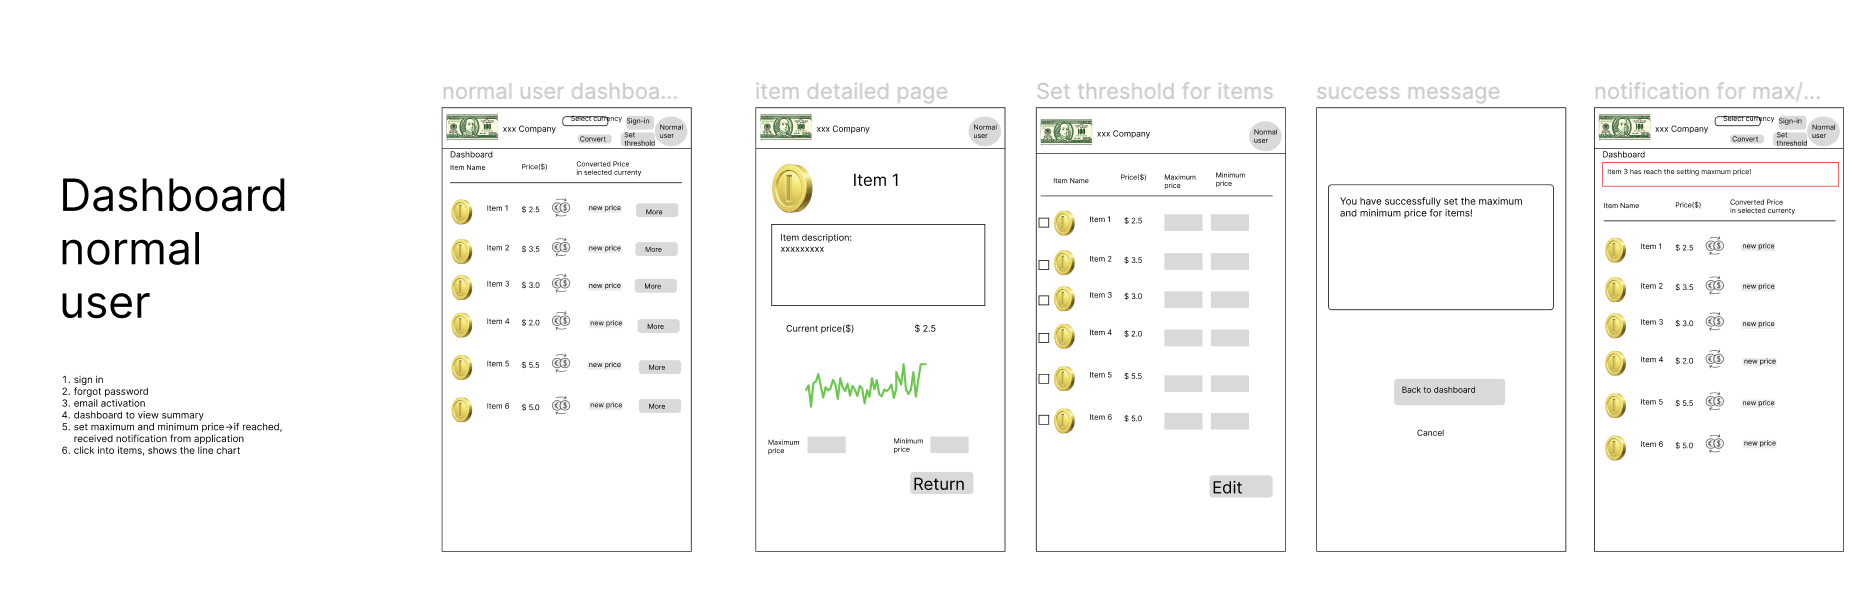 Dashboard
normal
user
1. sign in
2. forgot password
3. email activation
4. dashboard to view summary
5. set maximum and minimum price→if reached,
received notification from application
6. click into items, shows the line chart
normal user dashboa...
xxx Company
Select currency
Sign-in
Convert
Set
threshold
Normal
user
Dashboard
Item Name
Price($)
Converted Price
in selected currenty
Item 1 $ 2.5 new price More
Item 2 $ 3.5 new price More
Item 3 $ 3.0 new price More
Item 4 $ 2.0 new price More
Item 5 $ 5.5 new price More
Item 6 $ 5.0 new price More
item detailed page
xxx Company
Normal
user
Item 1
Item description:
xxxxxxxxx
Current price($) $ 2.5
Maximum
price
Minimum
price
Return
Set threshold for items
xxx Company
Normal
user
Item Name
Price($)
Maximum
price
Minimum
price
Item 1 $ 2.5
Item 2 $ 3.5
Item 3 $ 3.0
Item 4 $ 2.0
Item 5 $ 5.5
Item 6 $ 5.0
Edit
success message
You have successfully set the maximum
and minimum price for items!
Back to dashboard
Cancel
notification for max/...
xxx Company
Select currency
Sign-in
Convert
Set
threshold
Normal
user
Dashboard
Item 3 has reach the setting maxmum price!
Item Name
Price($)
Converted Price
in selected currenty
Item 1 $ 2.5 new price
Item 2 $ 3.5 new price
Item 3 $ 3.0 new price
Item 4 $ 2.0 new price
Item 5 $ 5.5 new price
Item 6 $ 5.0 new price